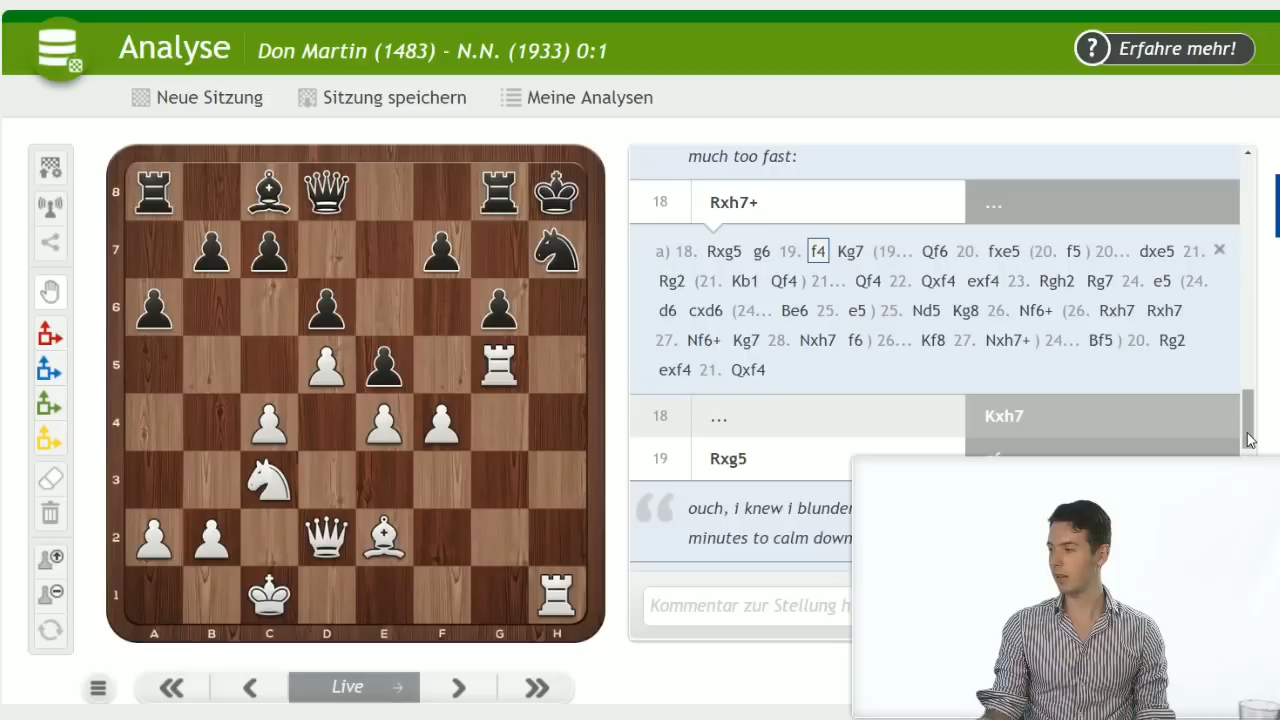 Analyse
Don Martin (1483) - N.N. (1933) 0:1
? Erfahre mehr!
Neue Sitzung
Sitzung speichern
Meine Analysen
8
7
6
5
4
3
2
1
A B C D E F G H
Live →
much too fast:
18 Rxh7+ ...
a) 18. Rxg5 g6 19. f4 Kg7 (19... Qf6 20. fxe5 (20. f5 ) 20... dxe5 21.
Rg2 (21. Kb1 Qf4 ) 21... Qf4 22. Qxf4 exf4 23. Rgh2 Rg7 24. e5 (24.
d6 cxd6 (24... Be6 25. e5 ) 25. Nd5 Kg8 26. Nf6+ (26. Rxh7 Rxh7
27. Nf6+ Kg7 28. Nxh7 f6 ) 26... Kf8 27. Nxh7+ ) 24... Bf5 ) 20. Rg2
exf4 21. Qxf4
18 ... Kxh7
19 Rxg5
ouch, i knew i blunder
minutes to calm down
Kommentar zur Stellung h